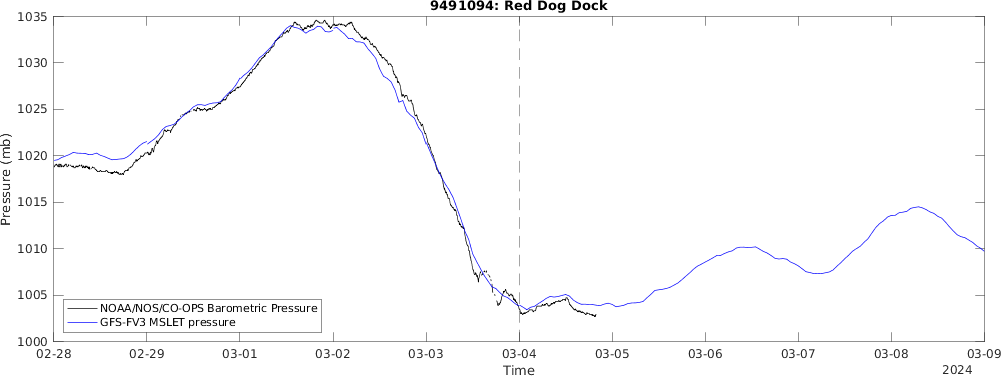 9491094: Red Dog Dock
1035
1030
1025
1020
1015
1010
1005
1000
Pressure (mb)
NOAA/NOS/CO-OPS Barometric Pressure
GFS-FV3 MSLET pressure
02-28 02-29 03-01 03-02 03-03 03-04 03-05 03-06 03-07 03-08 03-09
Time
2024